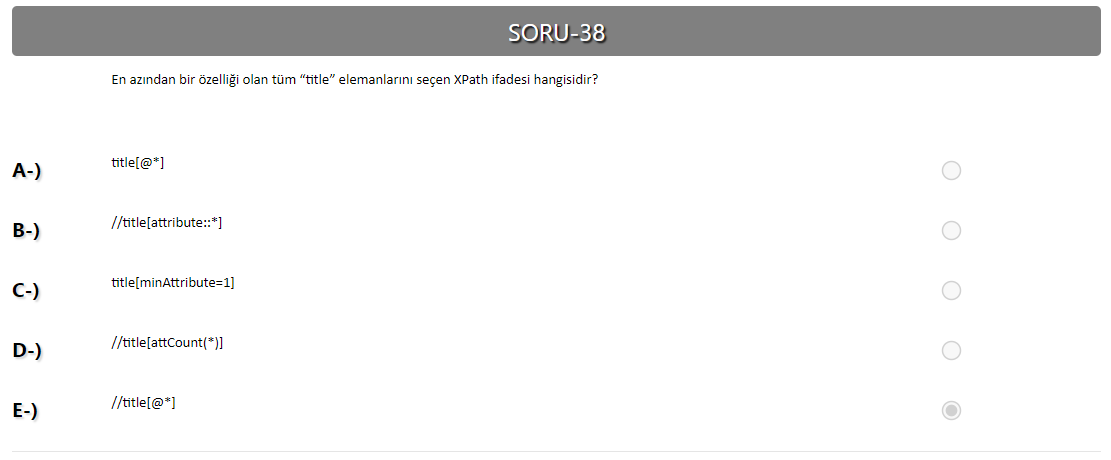 SORU-38
En azından bir özelliği olan tüm “title” elemanlarını seçen XPath ifadesi hangisidir?
A-) title[@*]
B-) //title[attribute::*]
C-) title[minAttribute=1]
D-) //title[attCount(*)]
E-) //title[@*]